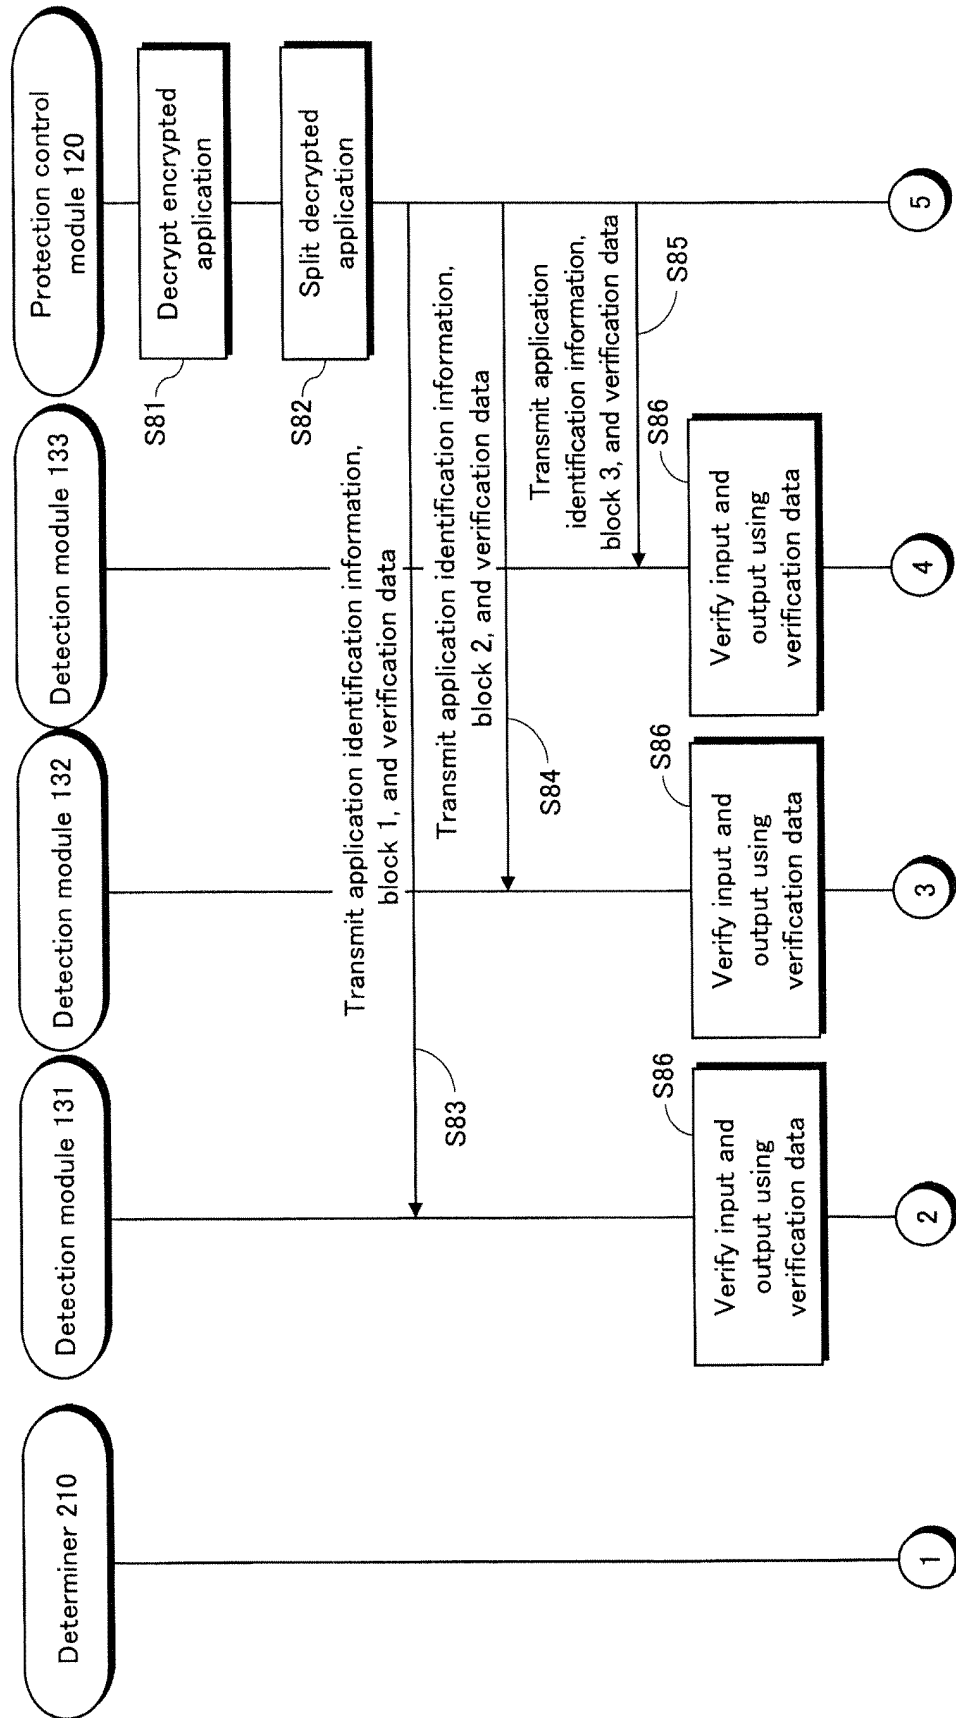 Determiner 210
Detection module 131
Detection module 132
Detection module 133
Protection control
module 120
S81
Decrypt encrypted
application
S82
Split decrypted
application
Transmit application identification information,
block 1, and verification data
S83
Transmit application identification information,
block 2, and verification data
S84
Transmit application
identification information,
block 3, and verification data
S85
S86
Verify input and
output using
verification data
S86
Verify input and
output using
verification data
S86
Verify input and
output using
verification data
1
2
3
4
5